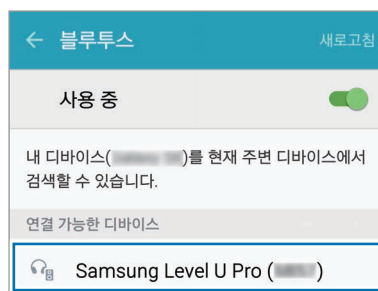 블루투스 새로고침
사용 중
내 디바이스( )를 현재 주변 디바이스에서
검색할 수 있습니다.
연결 가능한 디바이스
Samsung Level U Pro ( )